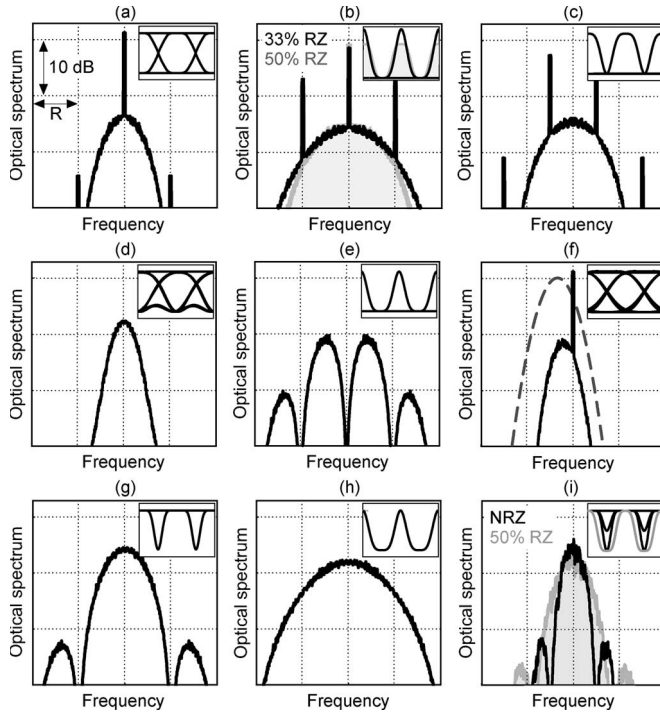 (a)
10 dB
R
Optical spectrum
Frequency
(b)
33% RZ
50% RZ
Optical spectrum
Frequency
(c)
Optical spectrum
Frequency
(d)
Optical spectrum
Frequency
(e)
Optical spectrum
Frequency
(f)
Optical spectrum
Frequency
(g)
Optical spectrum
Frequency
(h)
Optical spectrum
Frequency
(i)
NRZ
50% RZ
Optical spectrum
Frequency